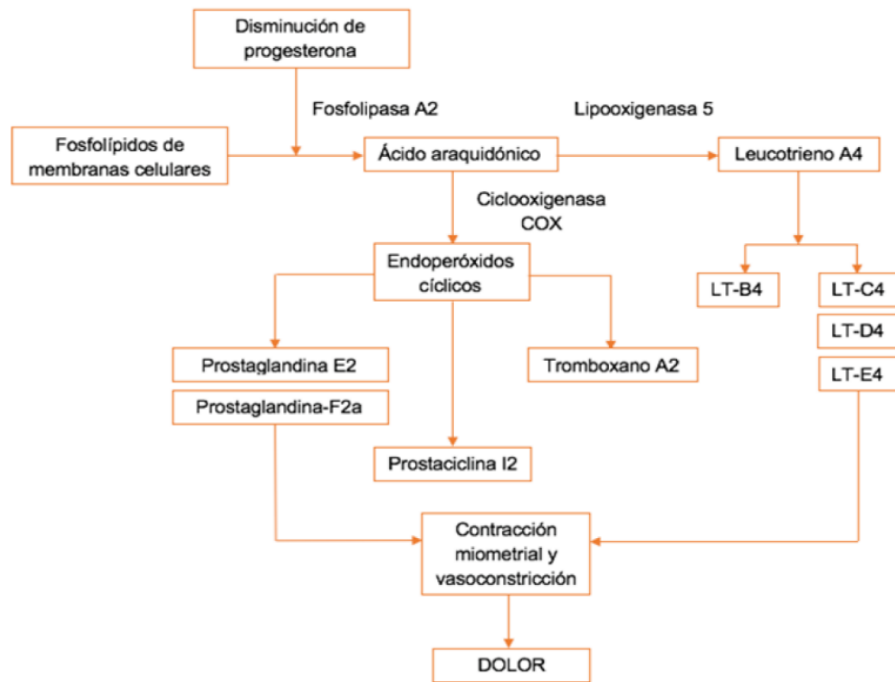 Disminución de
progesterona
Fosfolipasa A2
Lipooxigenasa 5
Fosfolípidos de
membranas celulares
Ácido araquidónico
Leucotrieno A4
Ciclooxigenasa
COX
Endoperóxidos
cíclicos
LT-B4
LT-C4
LT-D4
LT-E4
Prostaglandina E2
Tromboxano A2
Prostaglandina-F2a
Prostaciclina I2
Contracción
miometrial y
vasoconstricción
DOLOR